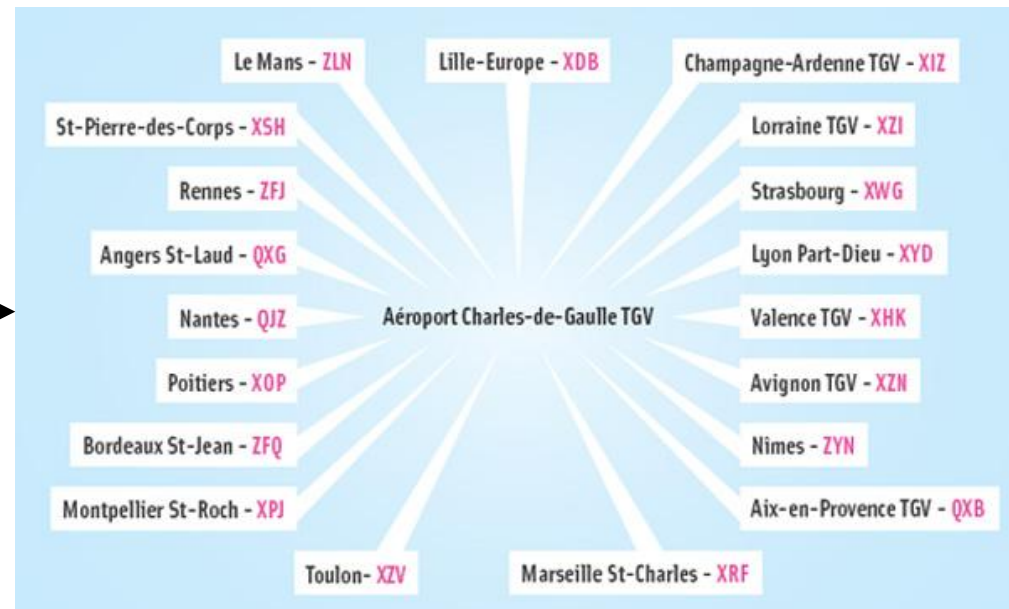 Le Mans - ZLN
Lille-Europe - XDB
Champagne-Ardenne TGV - XIZ
St-Pierre-des-Corps - XSH
Lorraine TGV - XZI
Rennes - ZFJ
Strasbourg - XWG
Angers St-Laud - QXG
Lyon Part-Dieu - XYD
Nantes - QJZ
Aéroport Charles-de-Gaulle TGV
Valence TGV - XHK
Poitiers - XOP
Avignon TGV - XZN
Bordeaux St-Jean - ZFQ
Nîmes - ZYN
Montpellier St-Roch - XPJ
Aix-en-Provence TGV - QXB
Toulon- XZV
Marseille St-Charles - XRF